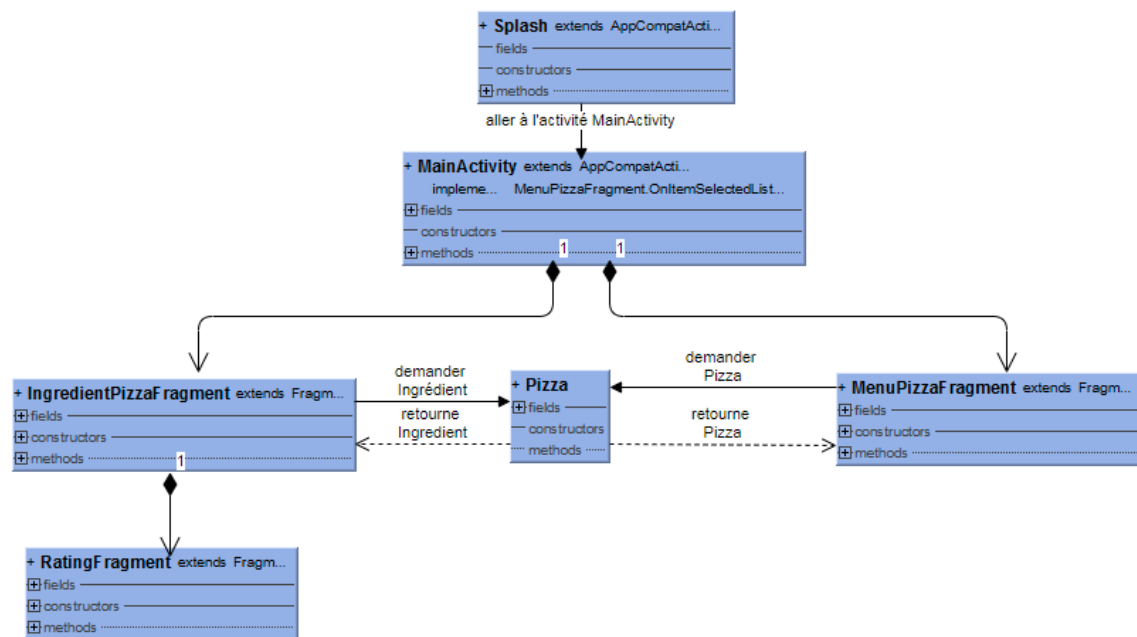 + Splash extends AppCompatActi...
fields
constructors
methods
aller à l'activité MainActivity
+ MainActivity extends AppCompatActi...
impleme... MenuPizzaFragment.OnItemSelectedList...
fields
constructors
methods
1
1
+ IngredientPizzaFragment extends Fragm...
fields
constructors
methods
1
demander
Ingrédient
retourne
Ingredient
+ Pizza
fields
constructors
methods
demander
Pizza
retourne
Pizza
+ MenuPizzaFragment extends Fragm...
fields
constructors
methods
+ RatingFragment extends Fragm...
fields
constructors
methods